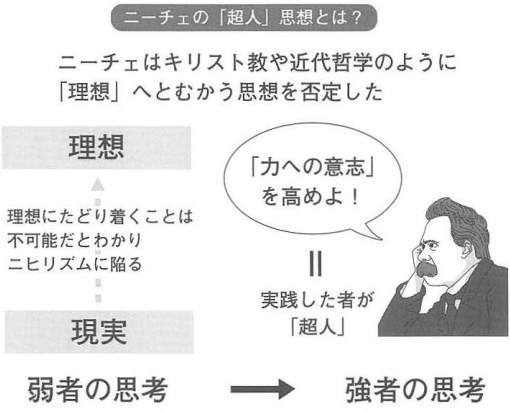 ニーチェの「超人」思想とは？
ニーチェはキリスト教や近代哲学のように
「理想」へとむかう思想を否定した
理想
理想にたどり着くことは
不可能だとわかり
ニヒリズムに陥る
現実
「力への意志」
を高めよ！
=
実践した者が
「超人」
弱者の思考
→
強者の思考